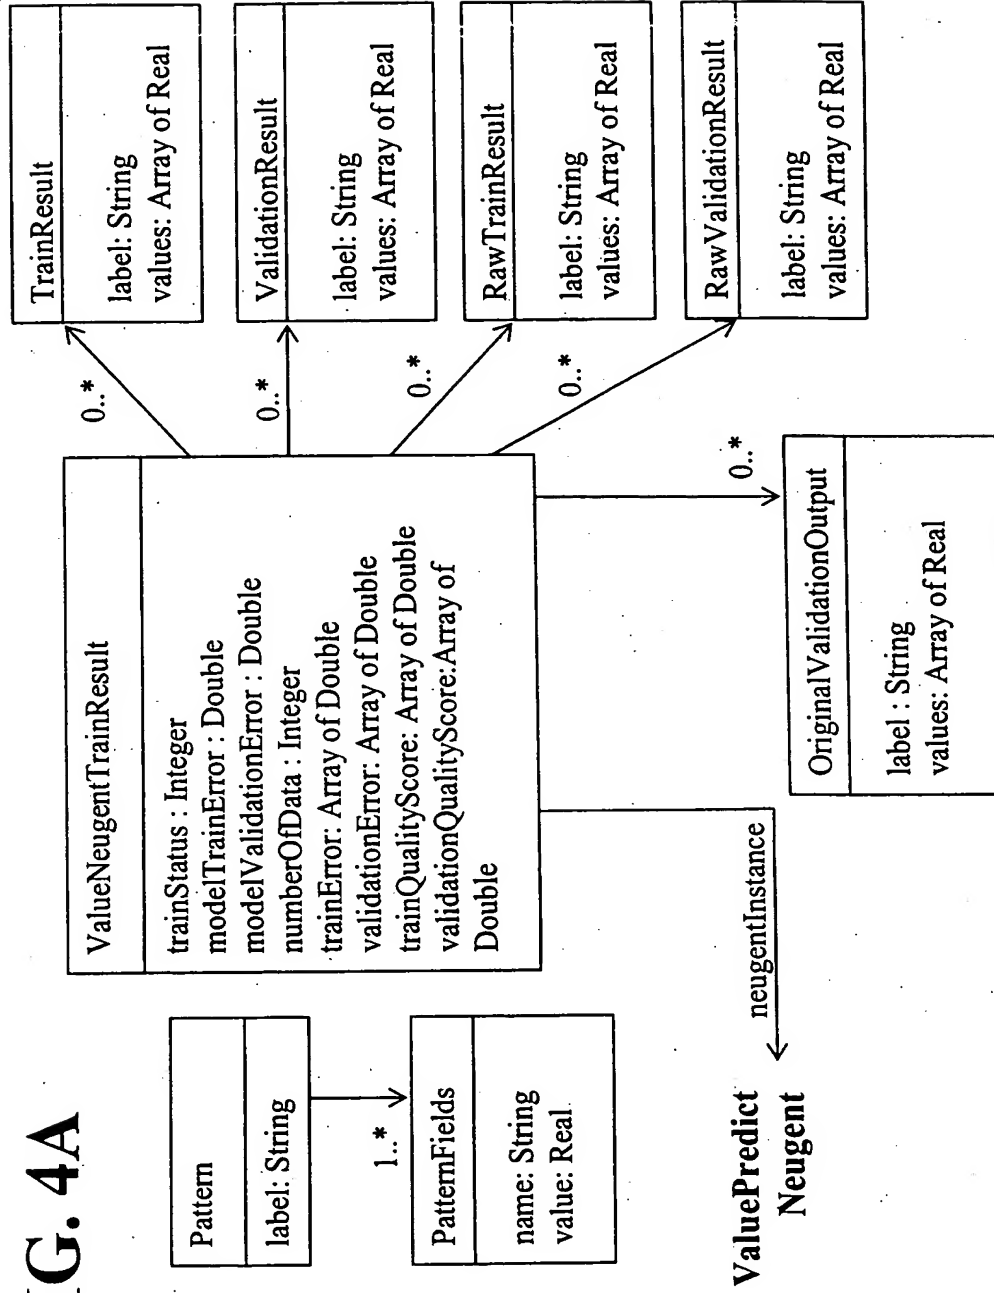 IG. 4A
Pattern
label: String
1..*
PatternFields
name: String
value: Real
ValuePredict
Neugent
neugentInstance
ValueNeugentTrainResult
trainStatus : Integer
modelTrainError : Double
modelValidationError : Double
numberOfData : Integer
trainError: Array of Double
validationError: Array of Double
trainQualityScore: Array of Double
validationQualityScore:Array of
Double
0..*
TrainResult
label: String
values: Array of Real
0..*
ValidationResult
label: String
values: Array of Real
0..*
RawTrainResult
label: String
values: Array of Real
0..*
RawValidationResult
label: String
values: Array of Real
0..*
OriginalValidationOutput
label : String
values: Array of Real